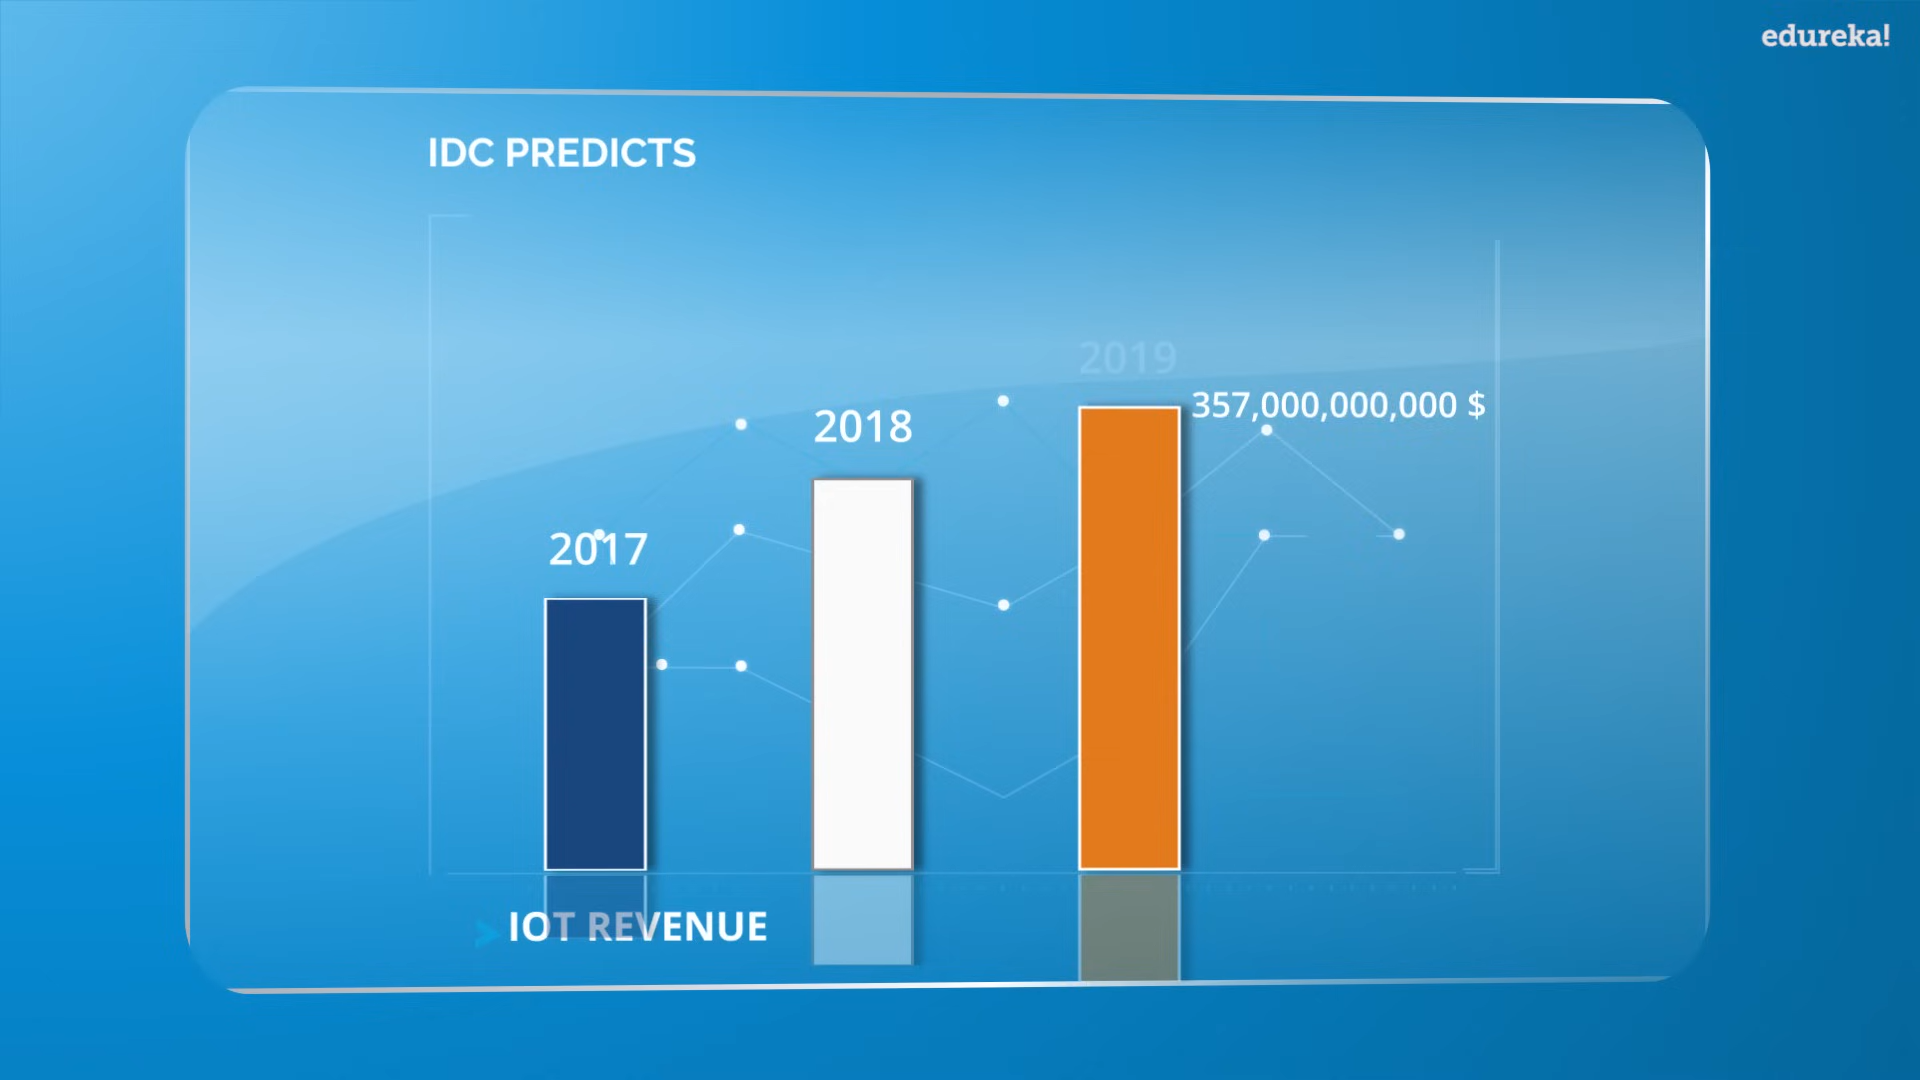 edureka!
IDC PREDICTS
2019
357,000,000,000 $
2018
2017
IOT REVENUE